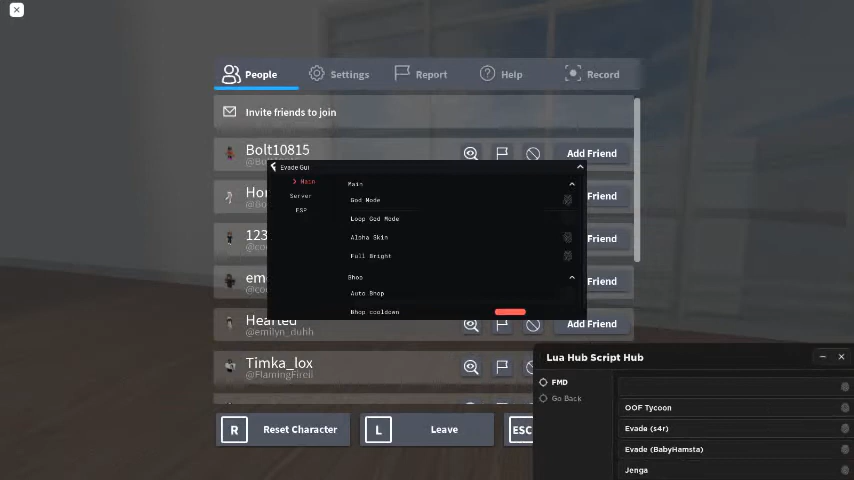 People
Settings
Report
Help
Record
Invite friends to join
Bolt10815
Add Friend
Evade Gui
Main
Server
ESP
Main
God Mode
Loop God Mode
Alpha Skin
Full Bright
Bhop
Auto Bhop
Bhop cooldown
Hor
Friend
123
Friend
em
Friend
Hearted
@emilyn_duhh
Add Friend
Timka_lox
@FlamingFireii
R
Reset Character
L
Leave
ESC
Lua Hub Script Hub
FMD
Go Back
OOF Tycoon
Evade (s4r)
Evade (BabyHamsta)
Jenga